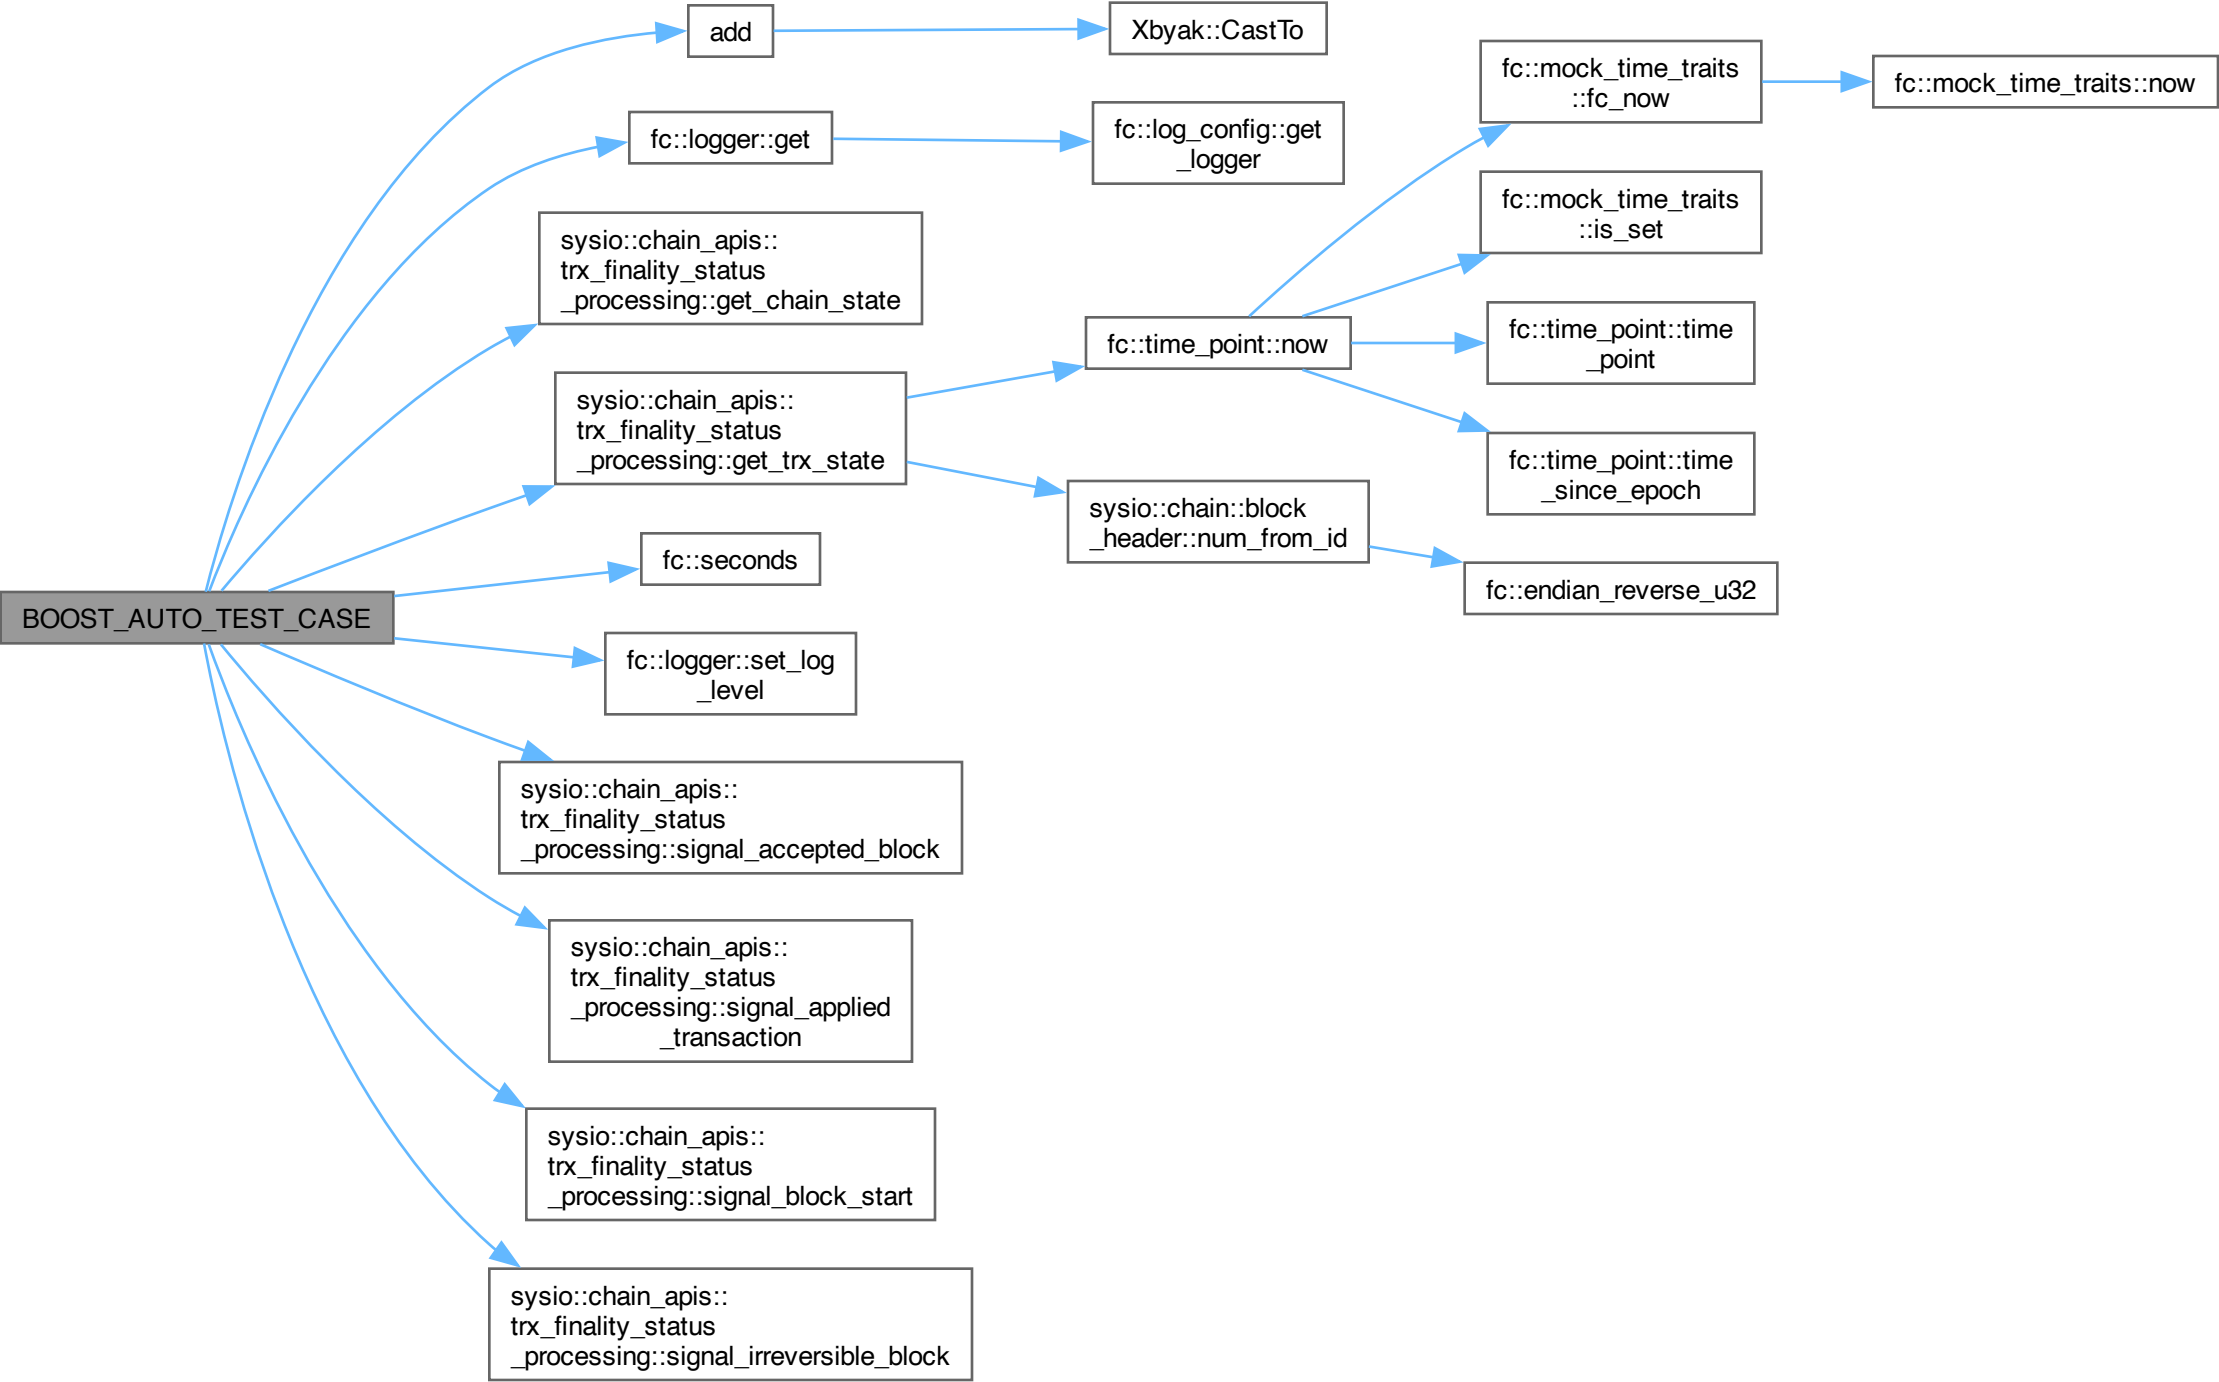 BOOST_AUTO_TEST_CASE
add
Xbyak::CastTo
fc::logger::get
fc::log_config::get
_logger
sysio::chain_apis::
trx_finality_status
_processing::get_chain_state
sysio::chain_apis::
trx_finality_status
_processing::get_trx_state
fc::time_point::now
fc::mock_time_traits
::fc_now
fc::mock_time_traits::now
fc::mock_time_traits
::is_set
fc::time_point::time
_point
fc::time_point::time
_since_epoch
sysio::chain::block
_header::num_from_id
fc::endian_reverse_u32
fc::seconds
fc::logger::set_log
_level
sysio::chain_apis::
trx_finality_status
_processing::signal_accepted_block
sysio::chain_apis::
trx_finality_status
_processing::signal_applied
_transaction
sysio::chain_apis::
trx_finality_status
_processing::signal_block_start
sysio::chain_apis::
trx_finality_status
_processing::signal_irreversible_block